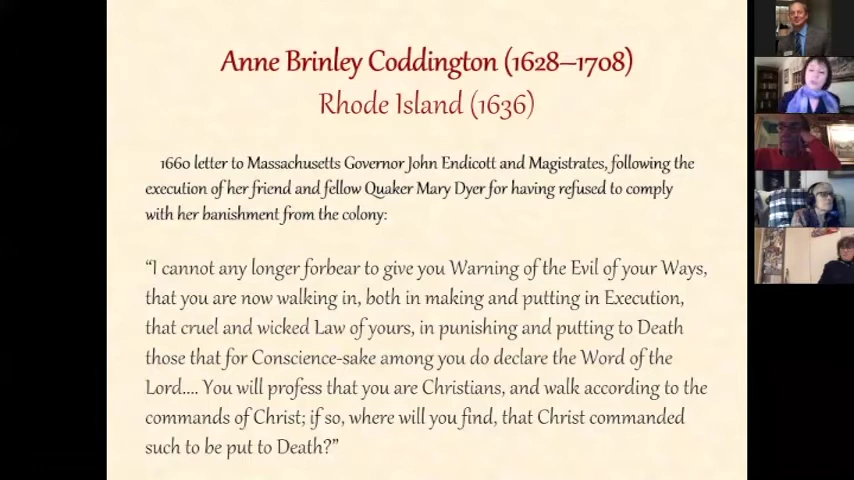 Anne Brinley Coddington (1628–1708)
Rhode Island (1636)
1660 letter to Massachusetts Governor John Endicott and Magistrates, following the
execution of her friend and fellow Quaker Mary Dyer for having refused to comply
with her banishment from the colony:
“I cannot any longer forbear to give you Warning of the Evil of your Ways,
that you are now walking in, both in making and putting in Execution,
that cruel and wicked Law of yours, in punishing and putting to Death
those that for Conscience-sake among you do declare the Word of the
Lord.... You will profess that you are Christians, and walk according to the
commands of Christ; if so, where will you find, that Christ commanded
such to be put to Death?”